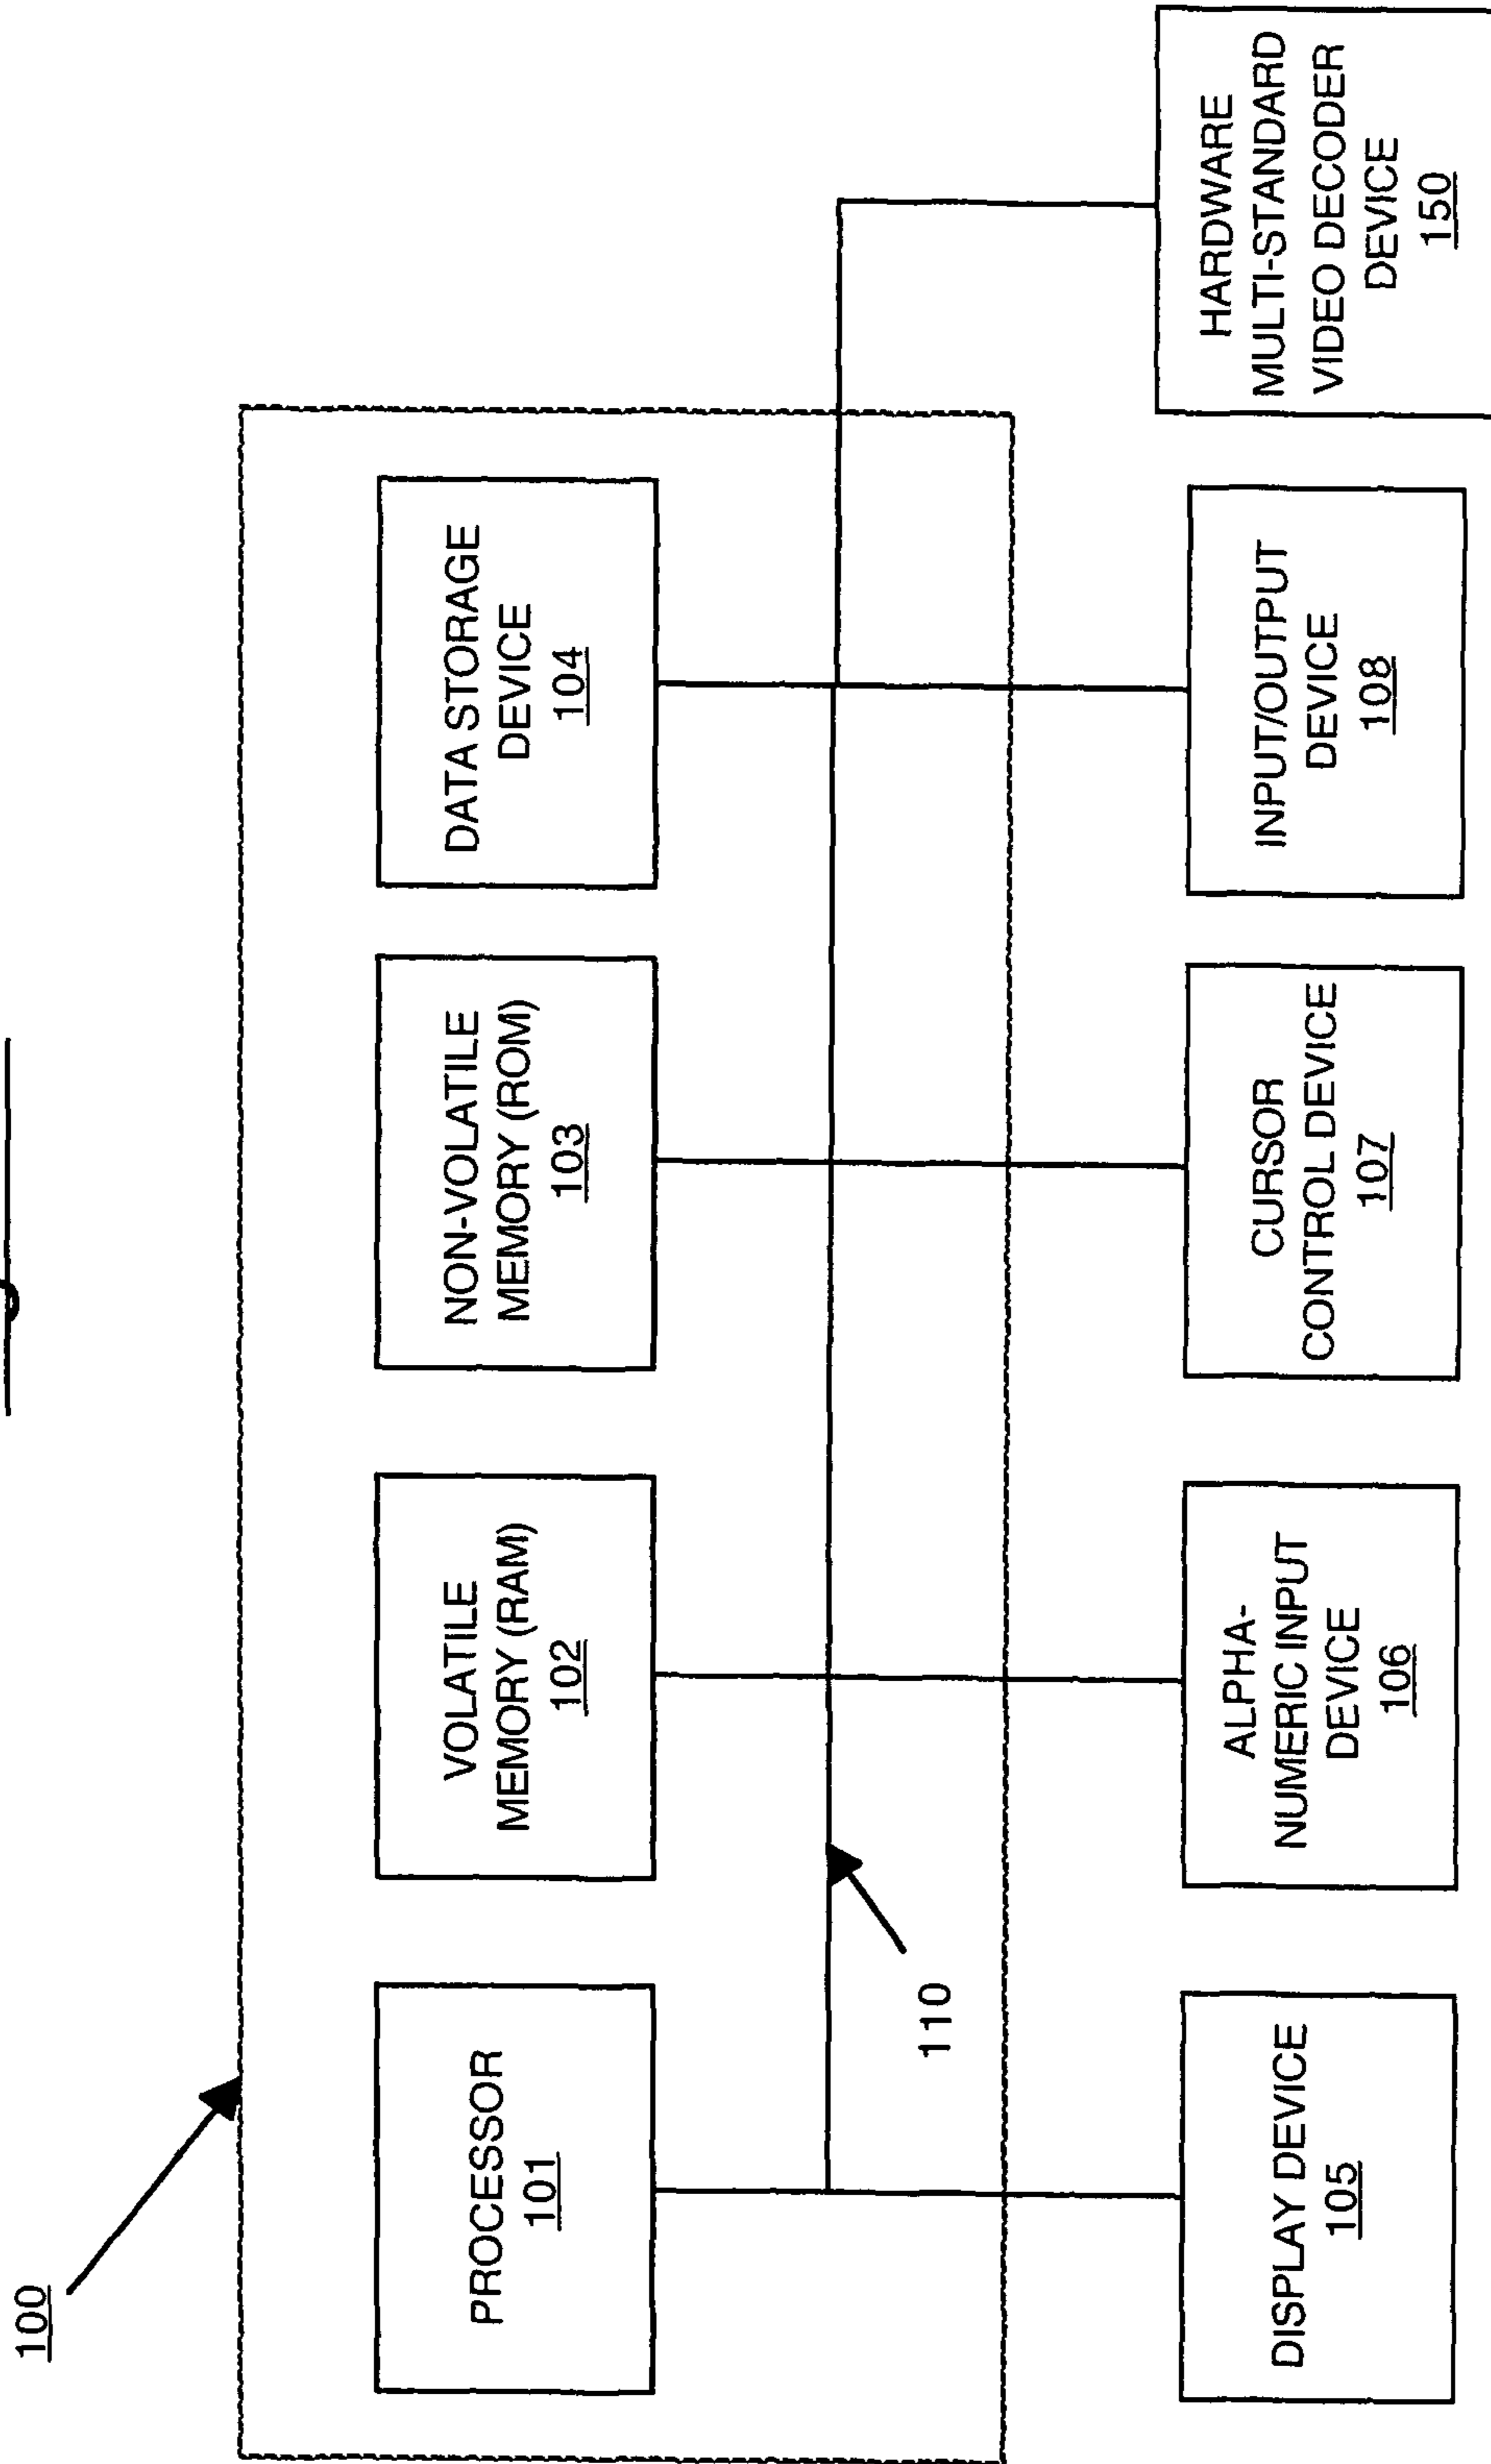 100
PROCESSOR
101
VOLATILE
MEMORY (RAM)
102
NON-VOLATILE
MEMORY (ROM)
103
DATA STORAGE
DEVICE
104
110
DISPLAY DEVICE
105
ALPHA-
NUMERIC INPUT
DEVICE
106
CURSOR
CONTROL DEVICE
107
INPUT/OUTPUT
DEVICE
108
HARDWARE
MULTI-STANDARD
VIDEO DECODER
DEVICE
150